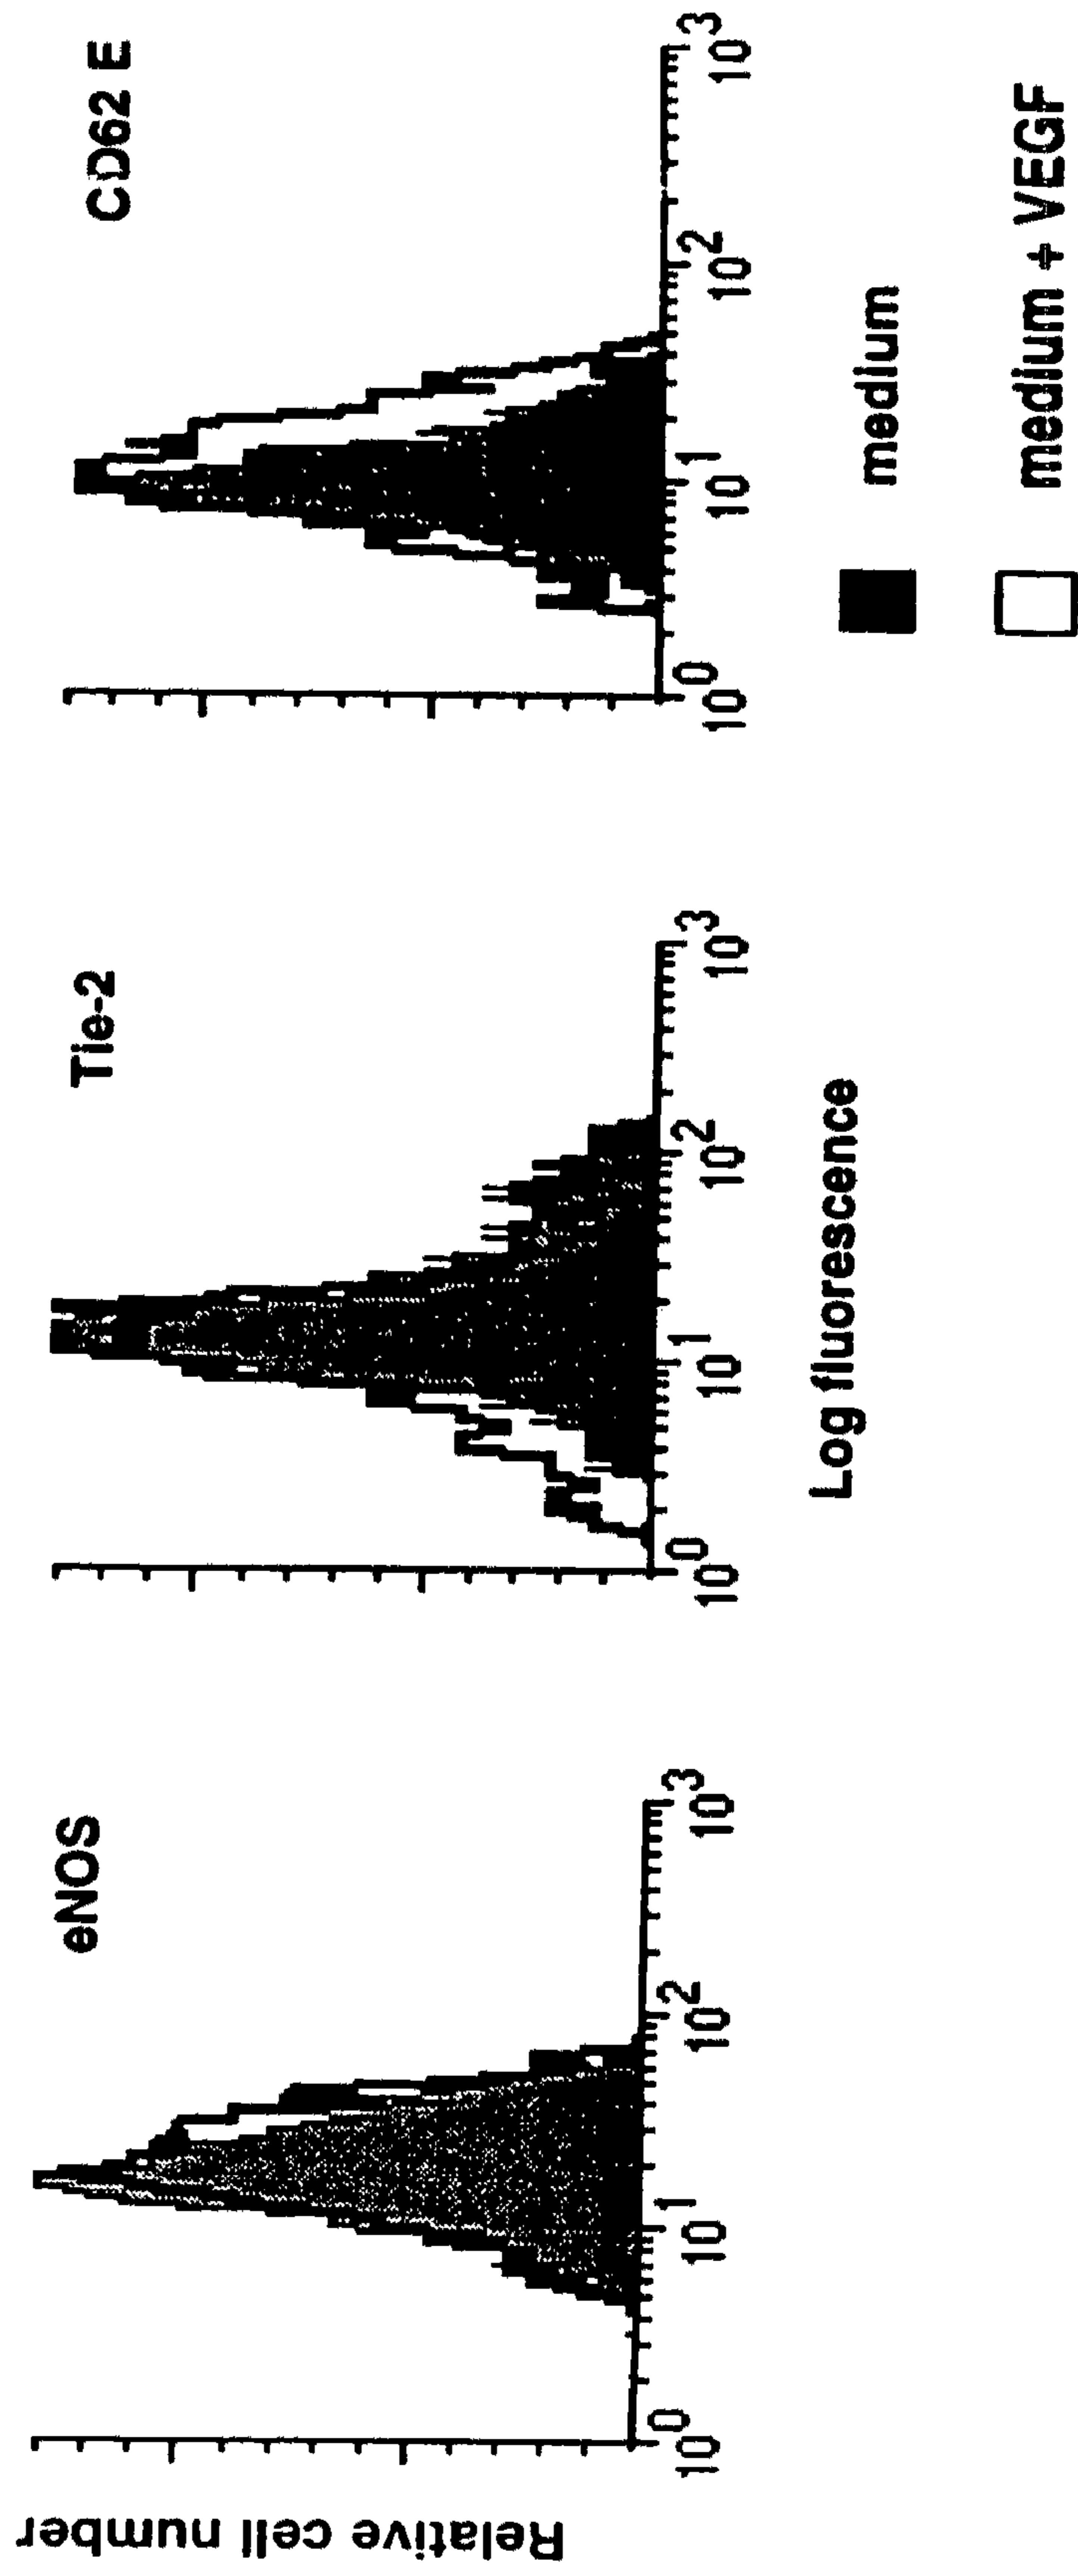 Relative cell number
eNOS
10^0 10^1 10^2 10^3
Tie-2
10^0 10^1 10^2 10^3
CD62 E
10^0 10^1 10^2 10^3
Log fluorescence
medium
medium + VEGF